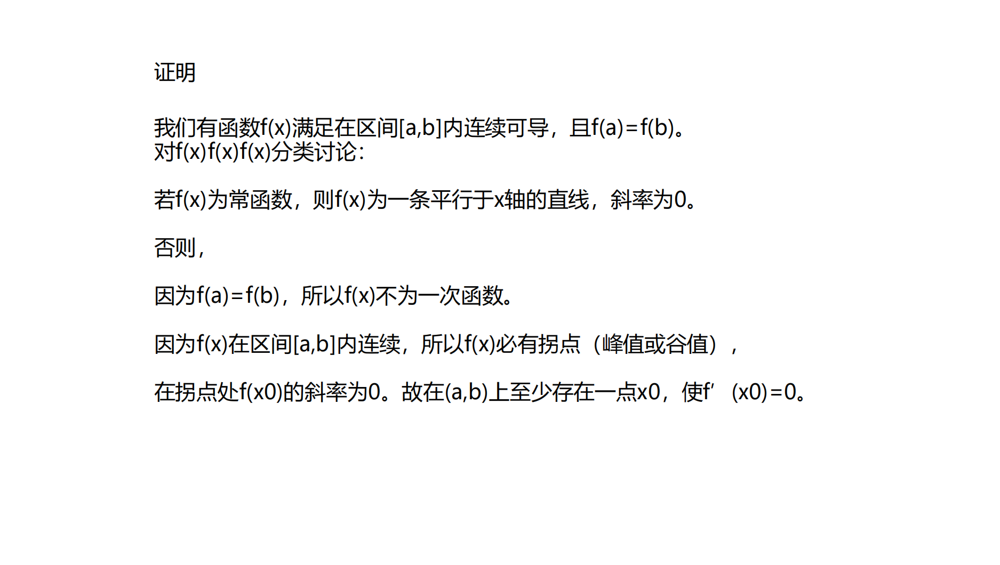 证明
我们有函数f(x)满足在区间[a,b]内连续可导，且f(a)=f(b)。
对f(x)f(x)f(x)分类讨论：
若f(x)为常函数，则f(x)为一条平行于x轴的直线，斜率为0。
否则，
因为f(a)=f(b)，所以f(x)不为一次函数。
因为f(x)在区间[a,b]内连续，所以f(x)必有拐点（峰值或谷值），
在拐点处f(x0)的斜率为0。故在(a,b)上至少存在一点x0，使f′(x0)=0。